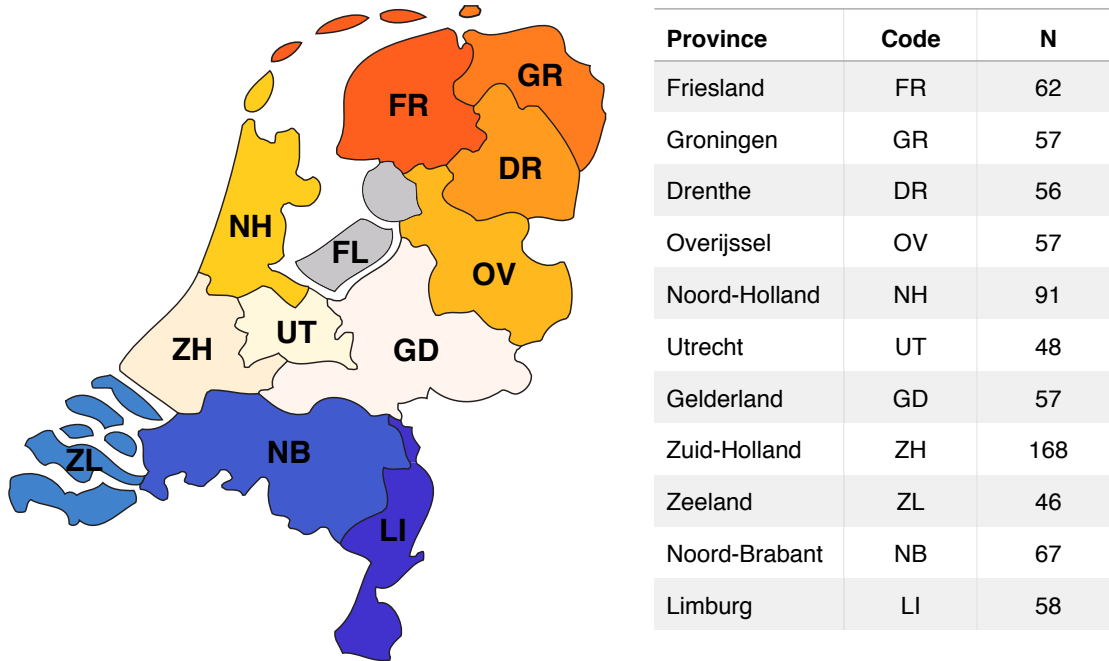 GR
FR
DR
NH
FL
OV
UT
ZH
GD
NB
ZL
LI
Province Code N
Friesland FR 62
Groningen GR 57
Drenthe DR 56
Overijssel OV 57
Noord-Holland NH 91
Utrecht UT 48
Gelderland GD 57
Zuid-Holland ZH 168
Zeeland ZL 46
Noord-Brabant NB 67
Limburg LI 58